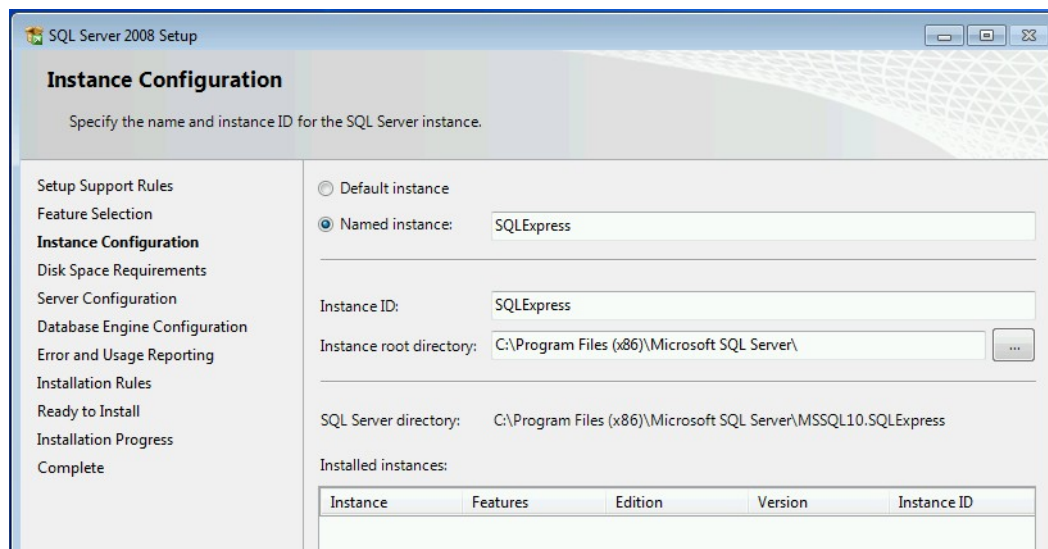 SQL Server 2008 Setup
Instance Configuration
Specify the name and instance ID for the SQL Server instance.
Setup Support Rules
Feature Selection
Instance Configuration
Disk Space Requirements
Server Configuration
Database Engine Configuration
Error and Usage Reporting
Installation Rules
Ready to Install
Installation Progress
Complete
Default instance
Named instance: SQLExpress
Instance ID: SQLExpress
Instance root directory: C:\Program Files (x86)\Microsoft SQL Server\ ...
SQL Server directory: C:\Program Files (x86)\Microsoft SQL Server\MSSQL10.SQLExpress
Installed instances:
Instance Features Edition Version Instance ID